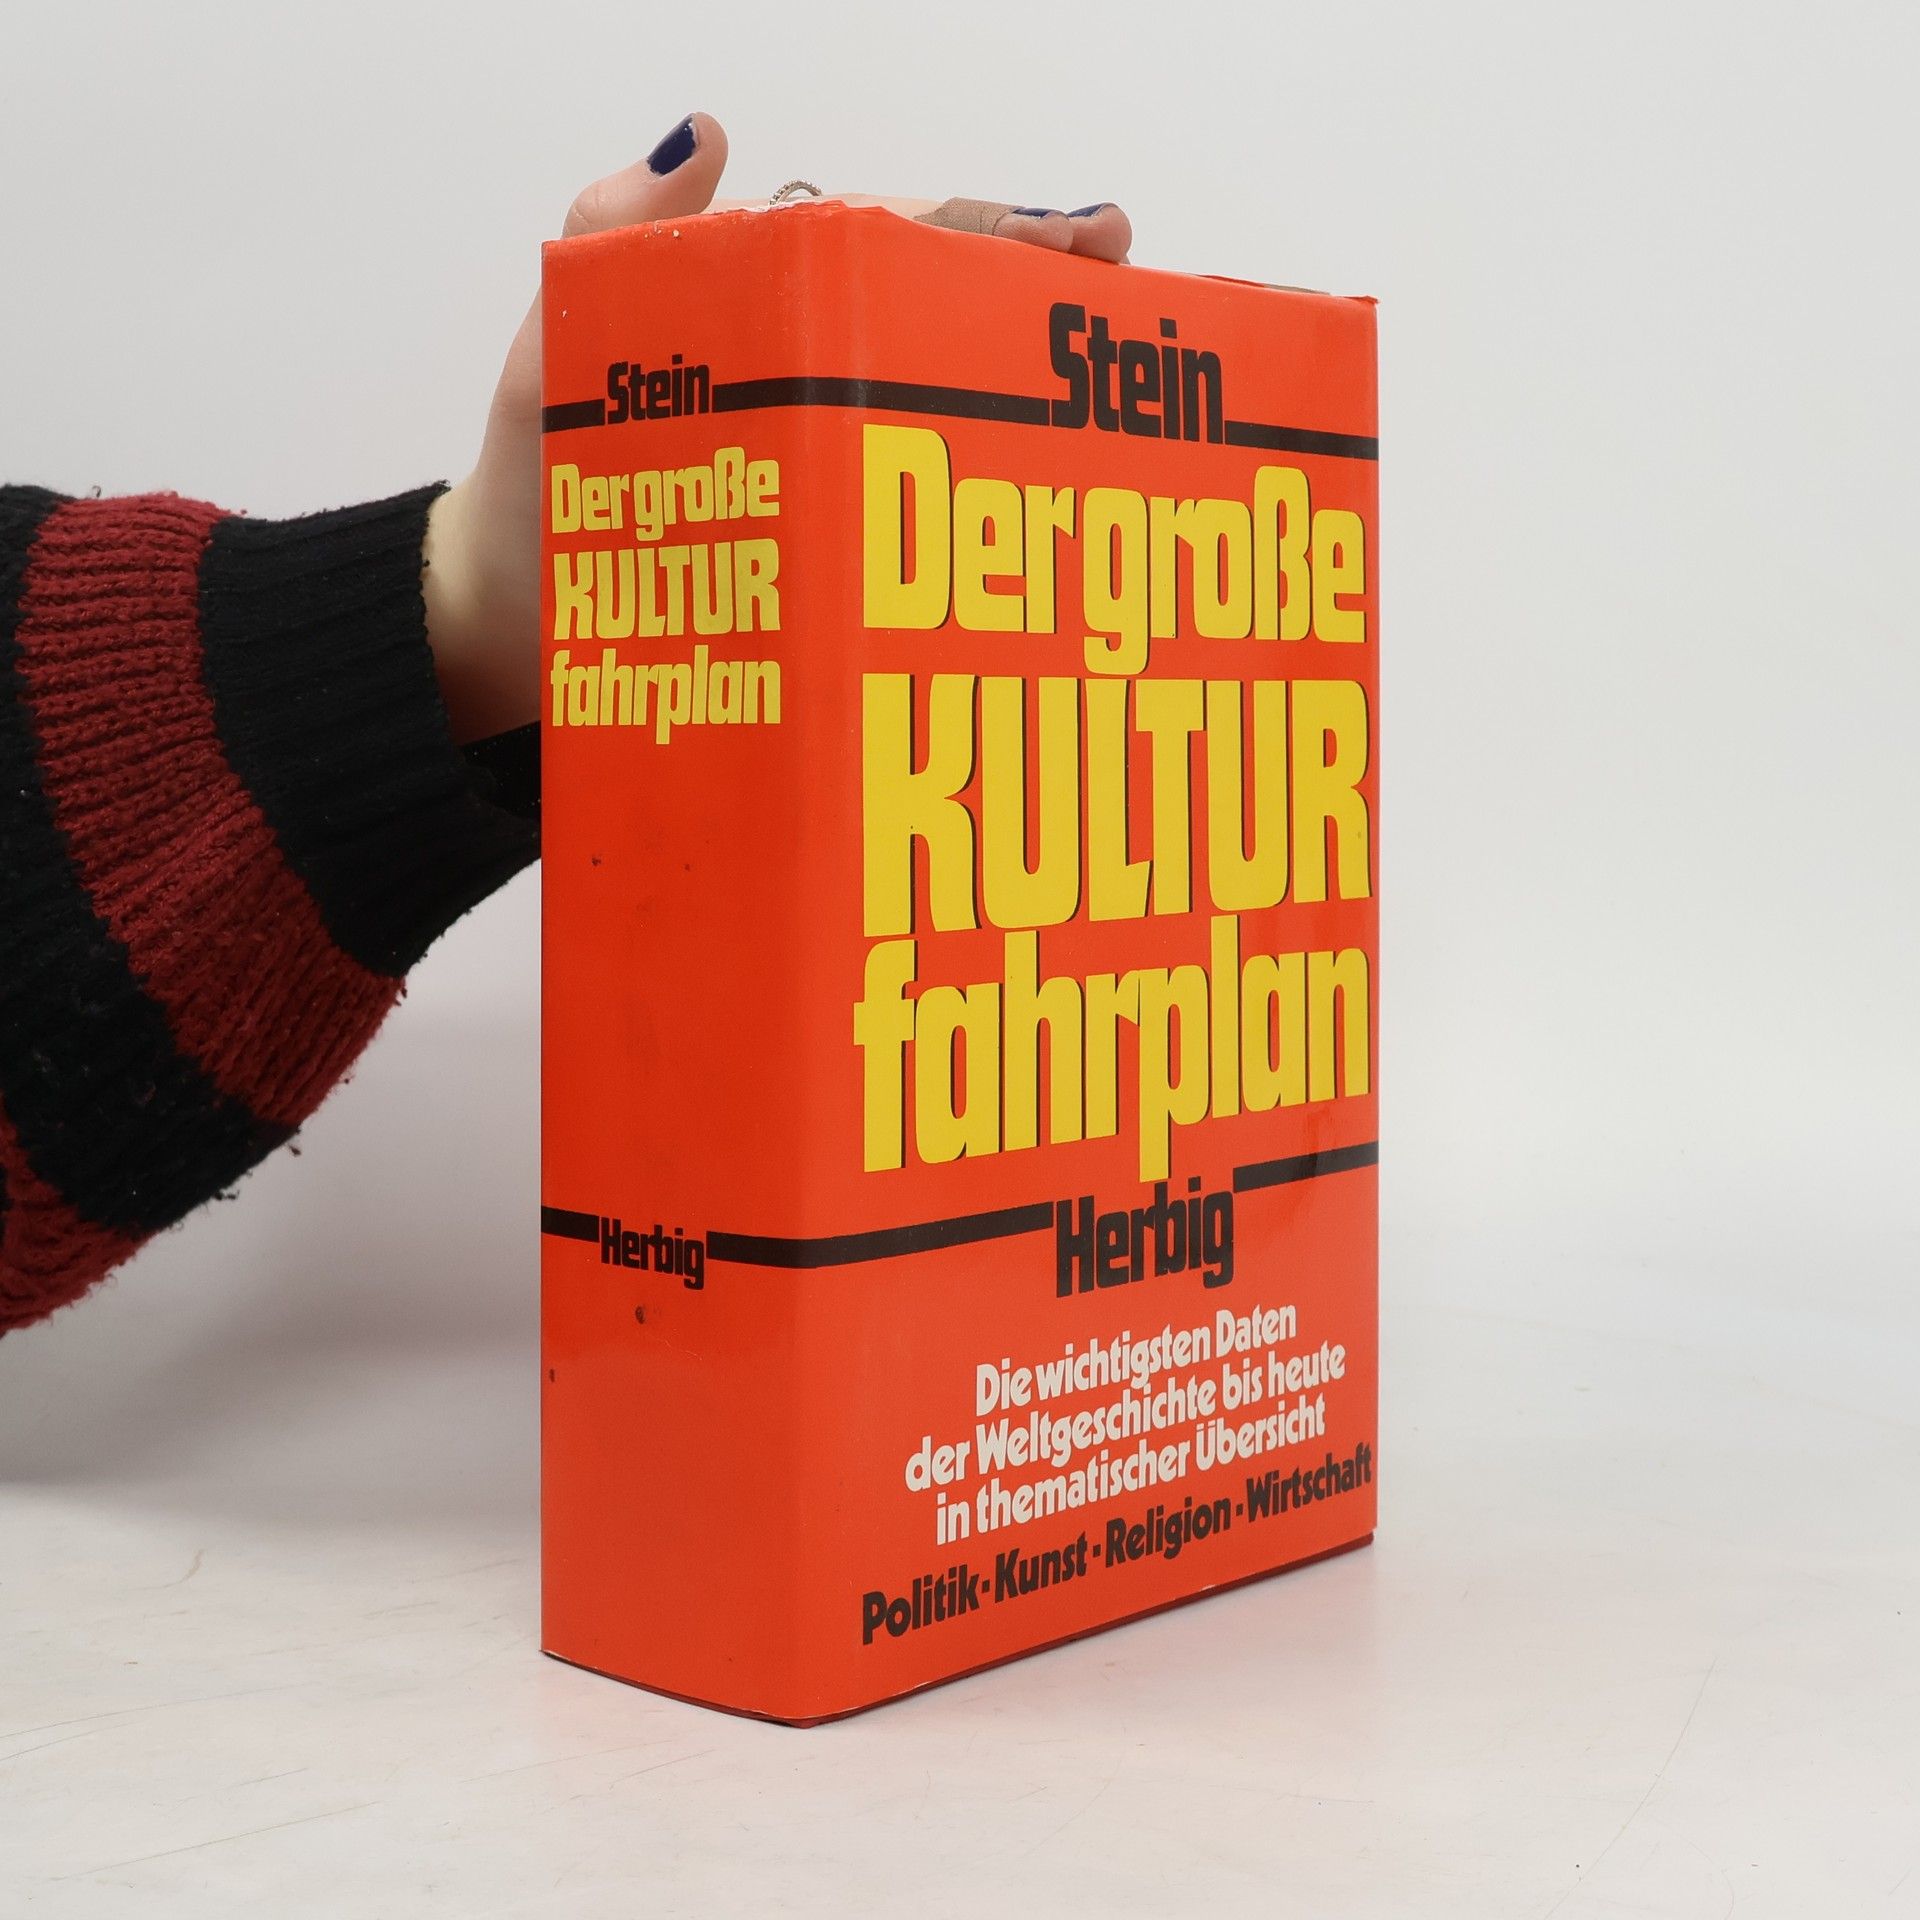 Stein
Der große
KULTUR
fahrplan
Herbig
Stein
Der große
KULTUR
fahrplan
Herbig
Die wichtigsten Daten
der Weltgeschichte bis heute
in thematischer Übersicht
Politik · Kunst · Religion · Wirtschaft